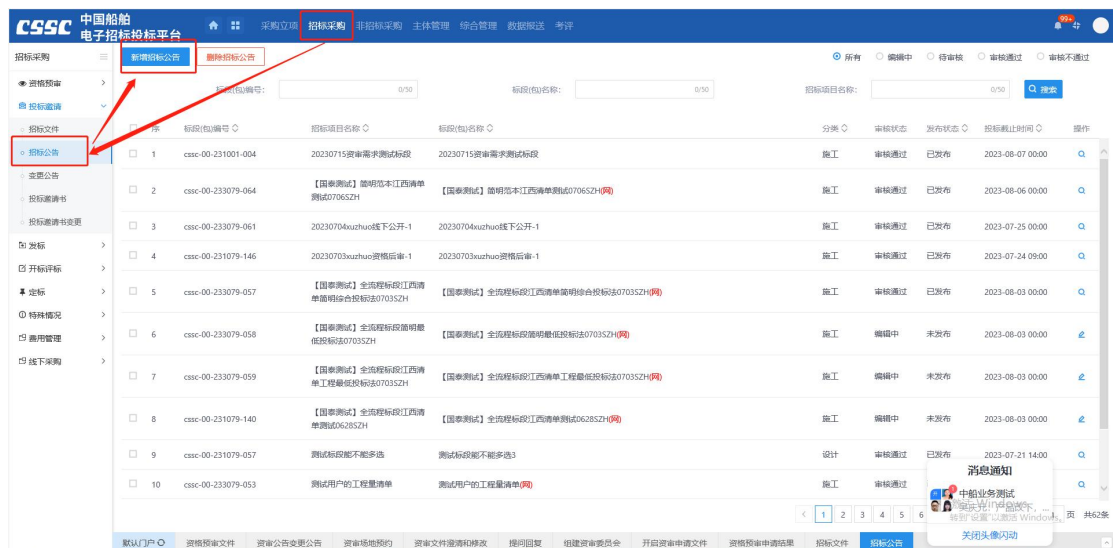 CSSC 中国船舶
电子招标投标平台
采购立项 招标采购 非招标采购 主体管理 综合管理 数据报送 考评
99+
招标采购
新增招标公告 删除招标公告
所有 编辑中 待审核 审核通过 审核不通过
标段(包)编号: 0/50 标段(包)名称: 0/50 招标项目名称: 0/50 搜索
资格预审
投标邀请
招标文件
招标公告
变更公告
投标邀请书
投标邀请书变更
发标
开标评标
定标
特殊情况
费用管理
线下采购
序 标段(包)编号 招标项目名称 标段(包)名称 分类 审核状态 发布状态 投标截止时间 操作
1 cssc-00-231001-004 20230715资审需求测试标段 20230715资审需求测试标段 施工 审核通过 已发布 2023-08-07 00:00
2 cssc-00-233079-064 【国泰测试】简明范本江西清单测试0706SZH 【国泰测试】简明范本江西清单测试0706SZH(网) 施工 审核通过 已发布 2023-08-06 00:00
3 cssc-00-233079-061 20230704xuzhuo线下公开-1 20230704xuzhuo线下公开-1 施工 审核通过 已发布 2023-07-25 00:00
4 cssc-00-231079-146 20230703xuzhuo资格后审-1 20230703xuzhuo资格后审-1 施工 审核通过 已发布 2023-07-24 09:00
5 cssc-00-233079-057 【国泰测试】全流程标段江西清单简明综合投标法0703SZH 【国泰测试】全流程标段江西清单简明综合投标法0703SZH(网) 施工 审核通过 已发布 2023-08-03 00:00
6 cssc-00-233079-058 【国泰测试】全流程标段简明最低投标法0703SZH 【国泰测试】全流程标段简明最低投标法0703SZH(网) 施工 编辑中 未发布 2023-08-03 00:00
7 cssc-00-233079-059 【国泰测试】全流程标段江西清单工程最低投标法0703SZH 【国泰测试】全流程标段江西清单工程最低投标法0703SZH(网) 施工 编辑中 未发布 2023-08-03 00:00
8 cssc-00-231079-140 【国泰测试】全流程标段江西清单测试0628SZH 【国泰测试】全流程标段江西清单测试0628SZH(网) 施工 编辑中 未发布 2023-08-03 00:00
9 cssc-00-231079-057 测试标段能不能多选 测试标段能不能多选3 设计 审核通过 已发布 2023-07-21 14:00
10 cssc-00-233079-053 测试用户的工程量清单 测试用户的工程量清单(网) 施工 审核通过
消息通知
中船业务测试
关闭头像闪动
1 2 3 4 5 6 页 共62条
默认门户 资格预审文件 资审公告变更公告 资审场地预约 资审文件澄清和修改 提问回复 组建资审委员会 开启资审申请文件 资格预审申请结果 招标文件 招标公告